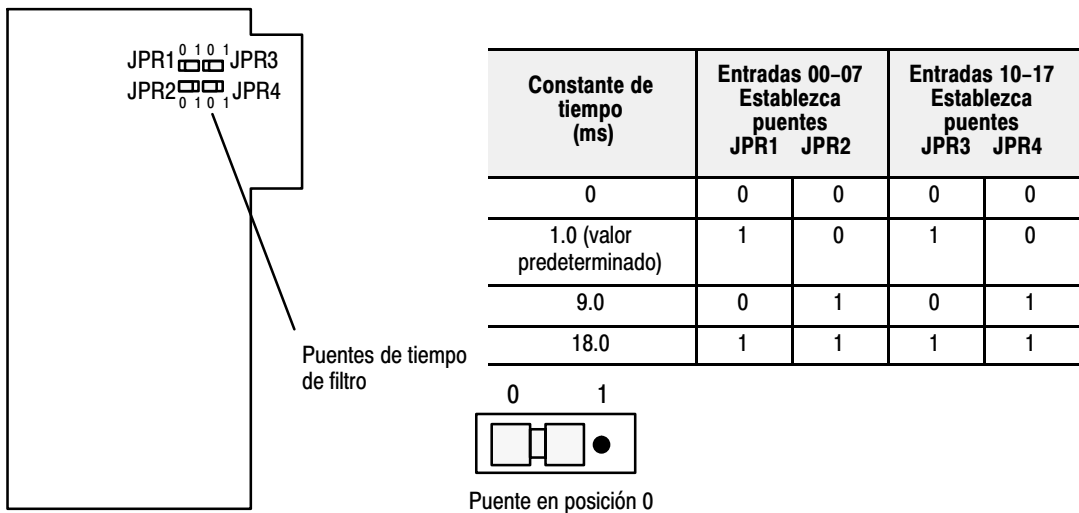 0 1 0 1
JPR1 JPR3
JPR2 JPR4
0 1 0 1
Puentes de tiempo
de filtro
Constante de
tiempo
(ms)
Entradas 00–07
Establezca
puentes
JPR1 JPR2
Entradas 10–17
Establezca
puentes
JPR3 JPR4
0 0 0 0 0
1.0 (valor
predeterminado)
1 0 1 0
9.0 0 1 0 1
18.0 1 1 1 1
0 1
Puente en posición 0